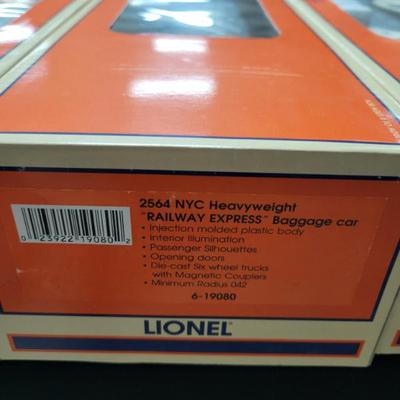 2564 NYC Heavyweight
"RAILWAY EXPRESS" Baggage car
• Injection molded plastic body
• Interior Illumination
• Passenger Silhouettes
• Opening doors
• Die-cast Six wheel trucks
with Magnetic Couplers
• Minimum Radius 042
6-19080
0 23922 19080 2
LIONEL